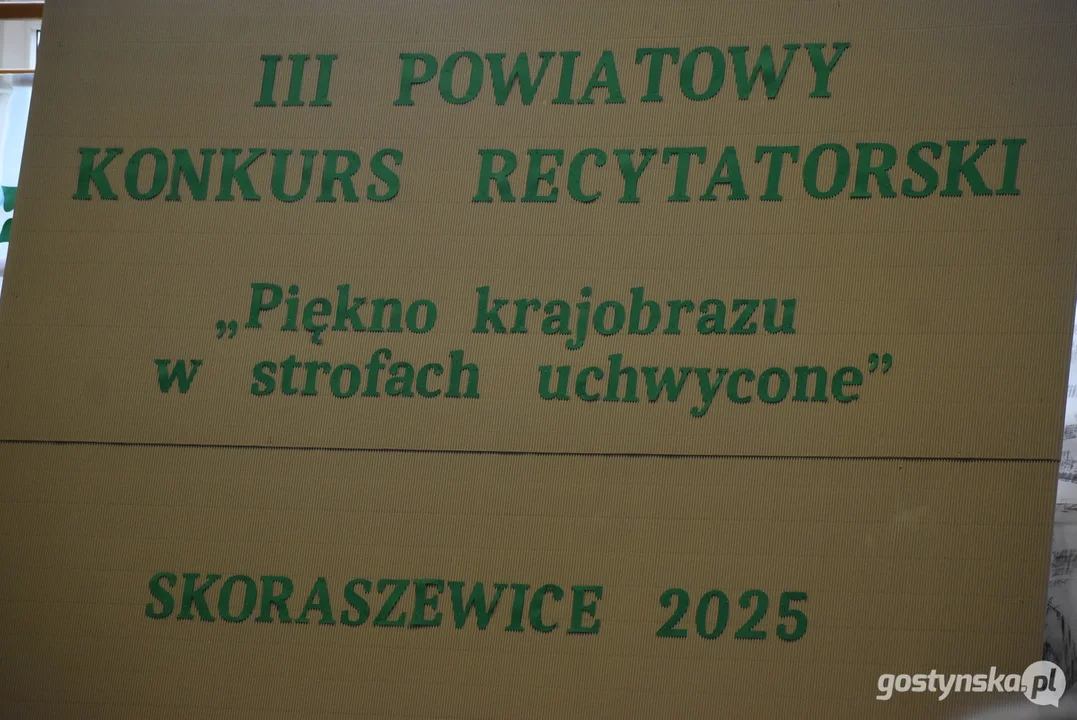 III POWIATOWY
KONKURS RECYTATORSKI
„Piękno krajobrazu
w strofach uchwycone”
SKORASZEWICE 2025
gostynska.pl